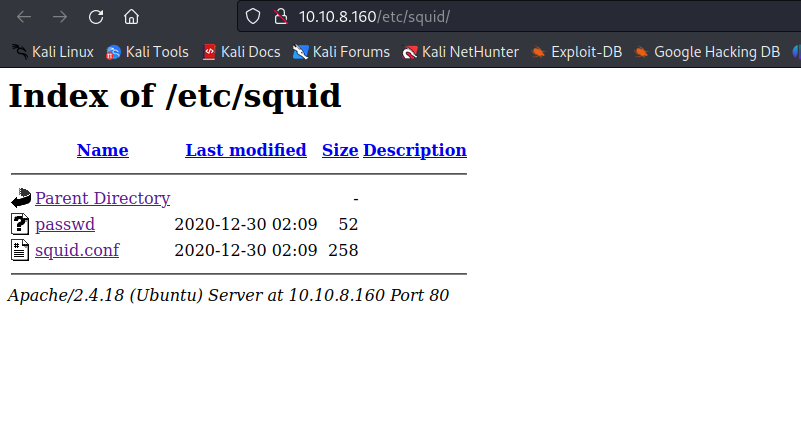 10.10.8.160/etc/squid/
Kali Linux Kali Tools Kali Docs Kali Forums Kali NetHunter Exploit-DB Google Hacking DB
Index of /etc/squid
Name Last modified Size Description
Parent Directory -
passwd 2020-12-30 02:09 52
squid.conf 2020-12-30 02:09 258
Apache/2.4.18 (Ubuntu) Server at 10.10.8.160 Port 80